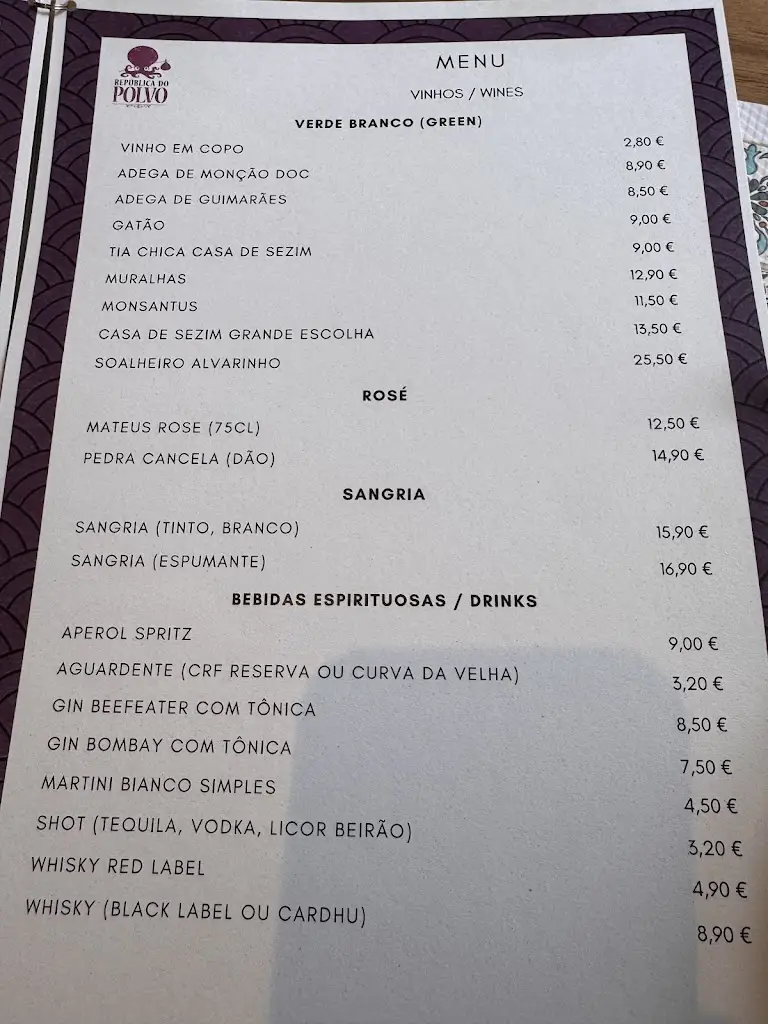 REPÚBLICA DO
POLVO
MENU
VINHOS / WINES
VERDE BRANCO (GREEN)
VINHO EM COPO 2,80 €
ADEGA DE MONÇÃO DOC 8,90 €
ADEGA DE GUIMARÃES 8,50 €
GATÃO 9,00 €
TIA CHICA CASA DE SEZIM 9,00 €
MURALHAS 12,90 €
MONSANTUS 11,50 €
CASA DE SEZIM GRANDE ESCOLHA 13,50 €
SOALHEIRO ALVARINHO 25,50 €
ROSÉ
MATEUS ROSE (75CL) 12,50 €
PEDRA CANCELA (DÃO) 14,90 €
SANGRIA
SANGRIA (TINTO, BRANCO) 15,90 €
SANGRIA (ESPUMANTE) 16,90 €
BEBIDAS ESPIRITUOSAS / DRINKS
APEROL SPRITZ 9,00 €
AGUARDENTE (CRF RESERVA OU CURVA DA VELHA) 3,20 €
GIN BEEFEATER COM TÔNICA 8,50 €
GIN BOMBAY COM TÔNICA 7,50 €
MARTINI BIANCO SIMPLES 4,50 €
SHOT (TEQUILA, VODKA, LICOR BEIRÃO) 3,20 €
WHISKY RED LABEL 4,90 €
WHISKY (BLACK LABEL OU CARDHU) 8,90 €